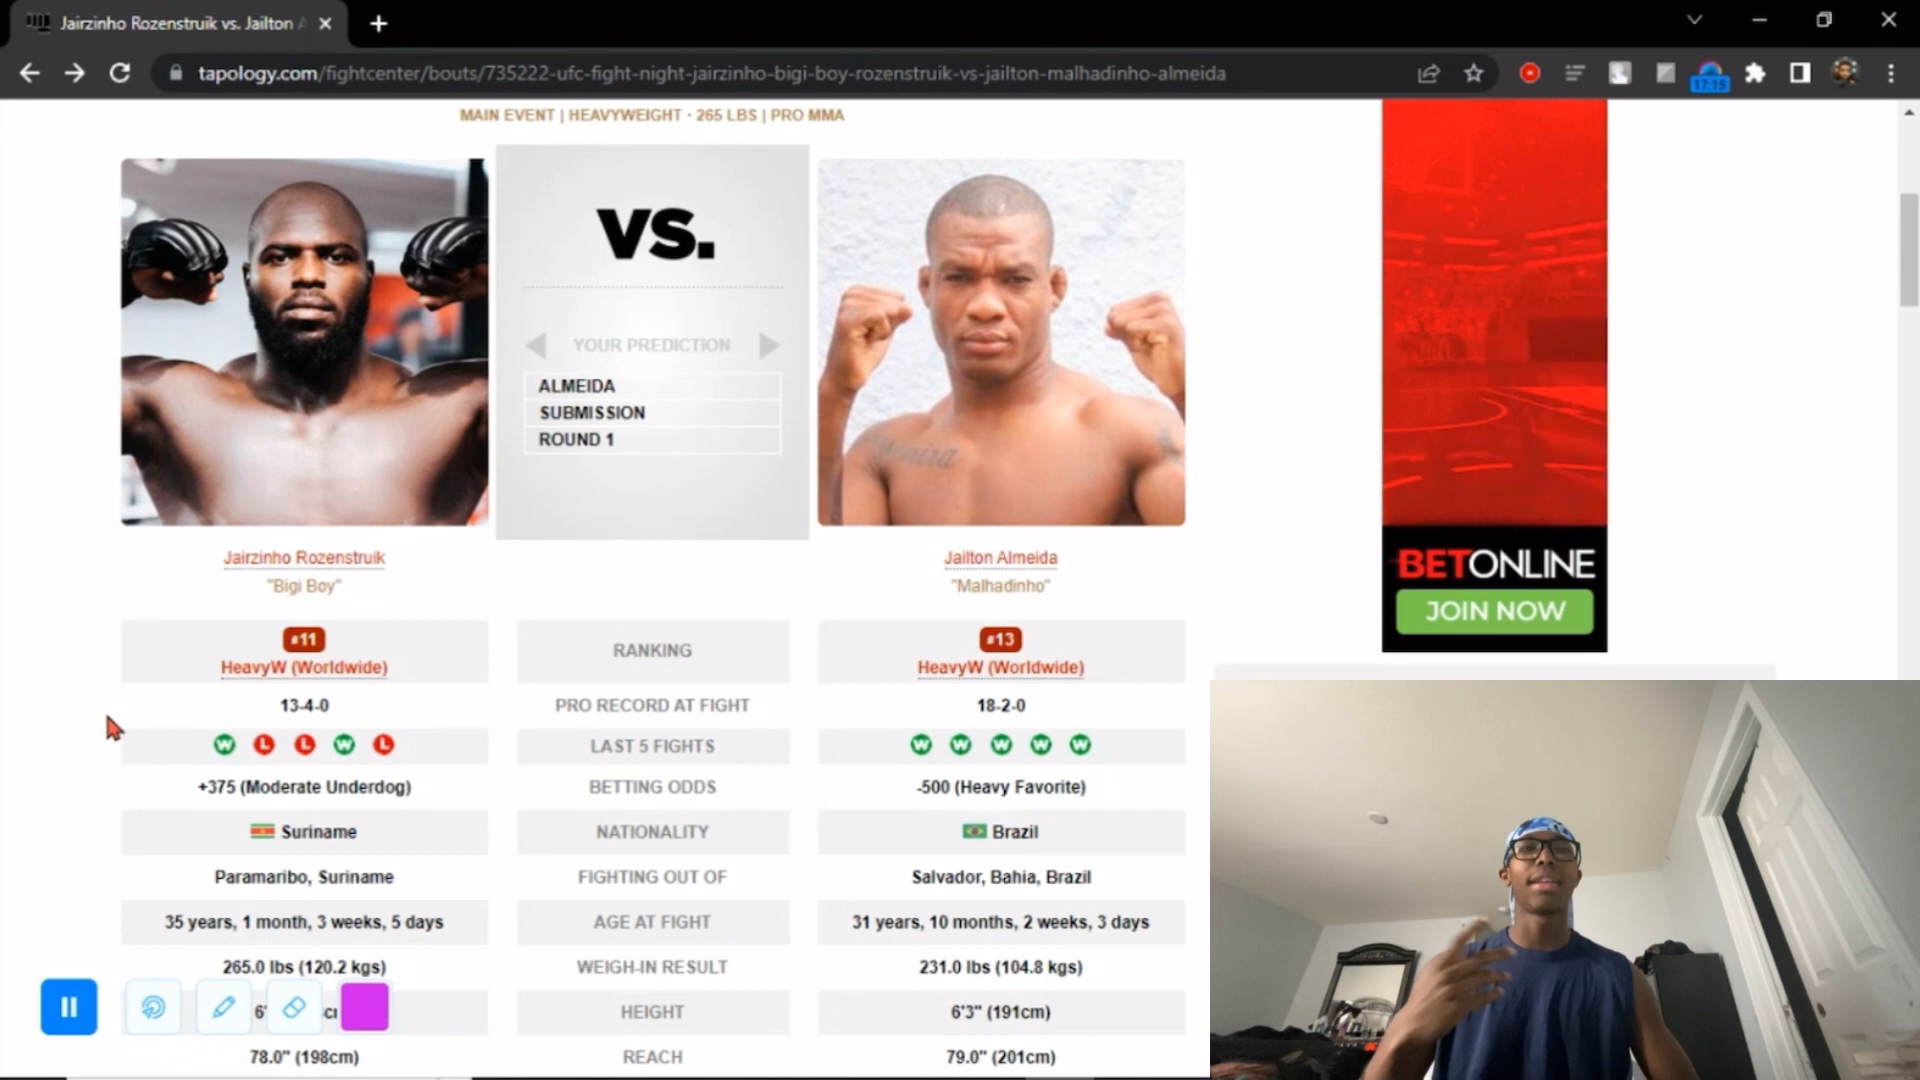 Jairzinho Rozenstruik vs. Jailton A
tapology.com/fightcenter/bouts/735222-ufc-fight-night-jairzinho-bigi-boy-rozenstruik-vs-jailton-malhadinho-almeida
17:19
MAIN EVENT | HEAVYWEIGHT · 265 LBS | PRO MMA
VS.
YOUR PREDICTION
ALMEIDA
SUBMISSION
ROUND 1
BETONLINE
JOIN NOW
Jairzinho Rozenstruik
Jailton Almeida
"Bigi Boy"
"Malhadinho"
#11 #13
HeavyW (Worldwide) RANKING HeavyW (Worldwide)
13-4-0 PRO RECORD AT FIGHT 18-2-0
W L L W L LAST 5 FIGHTS W W W W W
+375 (Moderate Underdog) BETTING ODDS -500 (Heavy Favorite)
Suriname NATIONALITY Brazil
Paramaribo, Suriname FIGHTING OUT OF Salvador, Bahia, Brazil
35 years, 1 month, 3 weeks, 5 days AGE AT FIGHT 31 years, 10 months, 2 weeks, 3 days
265.0 lbs (120.2 kgs) WEIGH-IN RESULT 231.0 lbs (104.8 kgs)
6' HEIGHT 6'3" (191cm)
78.0" (198cm) REACH 79.0" (201cm)